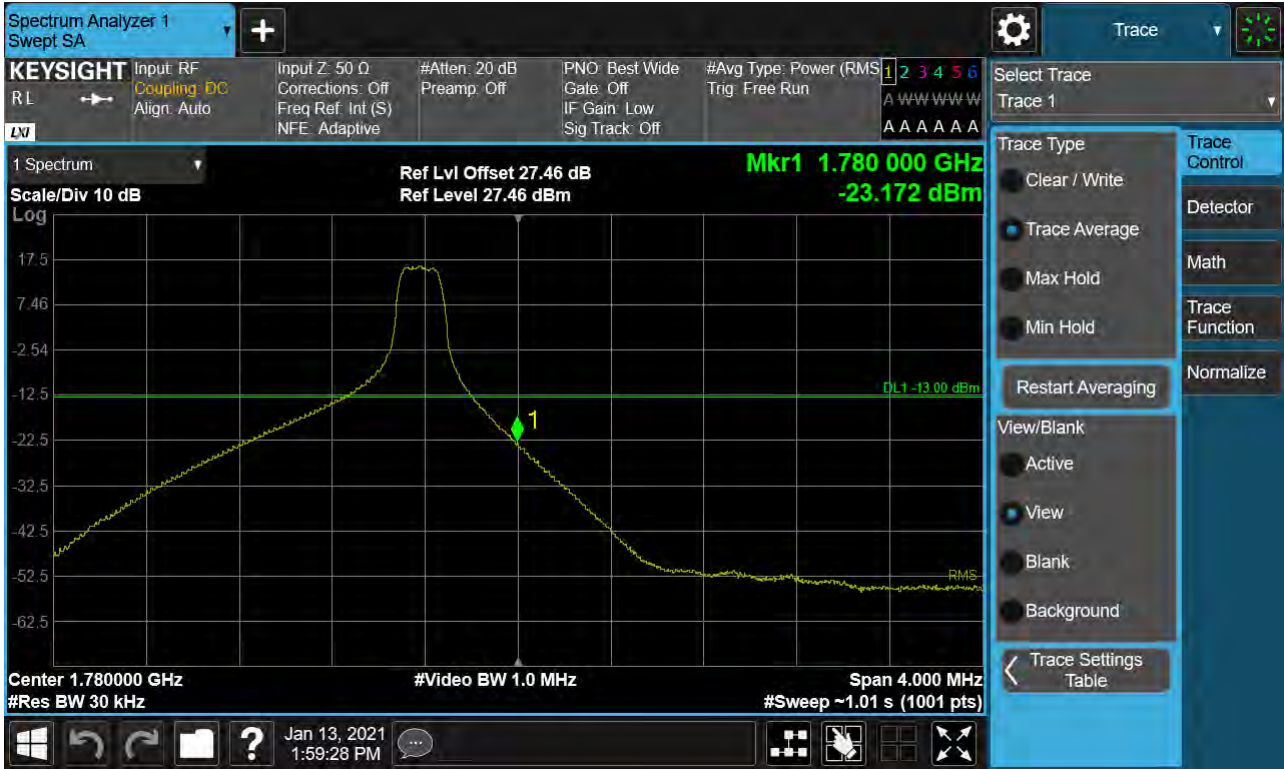 Spectrum Analyzer 1
Swept SA
+
Trace
KEYSIGHT
R L
LXI
Input: RF
Coupling: DC
Align: Auto
Input Z: 50 Ω
Corrections: Off
Freq Ref: Int (S)
NFE: Adaptive
#Atten: 20 dB
Preamp: Off
PNO: Best Wide
Gate: Off
IF Gain: Low
Sig Track: Off
#Avg Type: Power (RMS
Trig: Free Run
1 2 3 4 5 6
A W W W W W
A A A A A A
Select Trace
Trace 1
1 Spectrum
Scale/Div 10 dB
Log
Ref Lvl Offset 27.46 dB
Ref Level 27.46 dBm
Mkr1 1.780 000 GHz
-23.172 dBm
17.5
7.46
-2.54
-12.5
-22.5
-32.5
-42.5
-52.5
-62.5
DL1 -13.00 dBm
1
RMS
Center 1.780000 GHz
#Res BW 30 kHz
#Video BW 1.0 MHz
Span 4.000 MHz
#Sweep ~1.01 s (1001 pts)
Trace Type
Clear / Write
Trace Average
Max Hold
Min Hold
Restart Averaging
View/Blank
Active
View
Blank
Background
Trace Settings
Table
Trace
Control
Detector
Math
Trace
Function
Normalize
?
Jan 13, 2021
1:59:28 PM